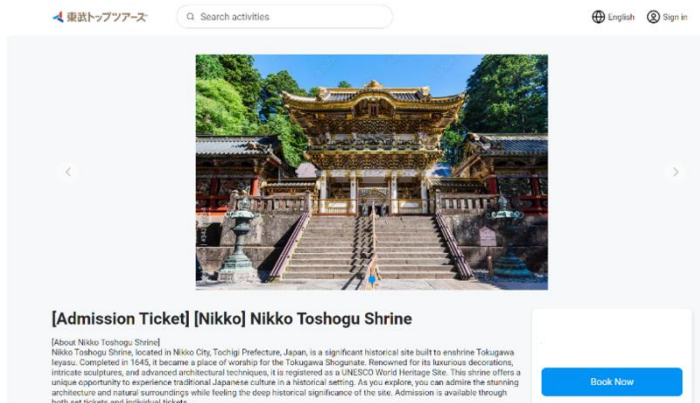 東武トップツアーズ
Search activities
English
Sign in
[Admission Ticket] [Nikko] Nikko Toshogu Shrine
[About Nikko Toshogu Shrine]
Nikko Toshogu Shrine, located in Nikko City, Tochigi Prefecture, Japan, is a significant historical site built to enshrine Tokugawa
Ieyasu. Completed in 1645, it became a place of worship for the Tokugawa Shogunate. Renowned for its luxurious decorations,
intricate sculptures, and advanced architectural techniques, it is registered as a UNESCO World Heritage Site. This shrine offers a
unique opportunity to experience traditional Japanese culture in a historical setting. As you explore, you can admire the stunning
architecture and natural surroundings while feeling the deep historical significance of the site. Admission is available through
both set tickets and individual tickets.
Book Now